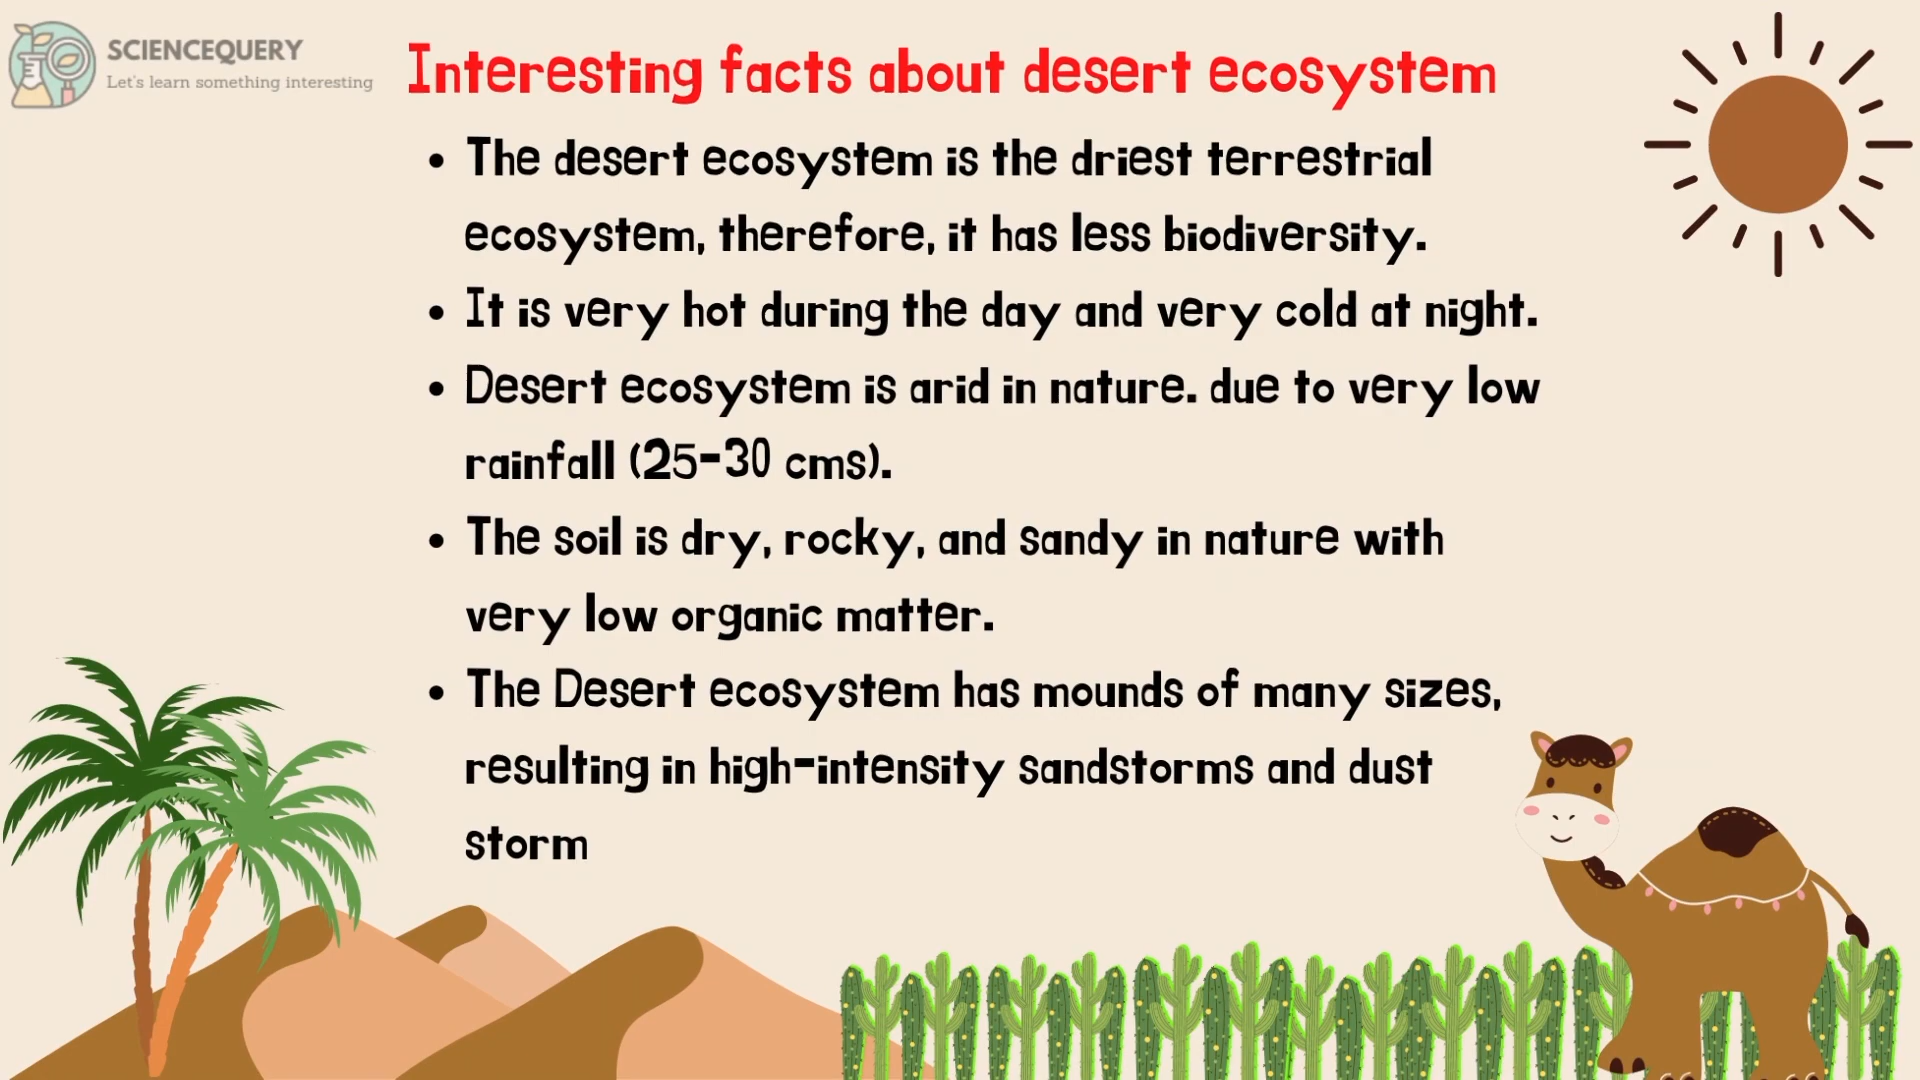 SCIENCEQUERY
Let's learn something interesting
Interesting facts about desert ecosystem
• The desert ecosystem is the driest terrestrial
ecosystem, therefore, it has less biodiversity.
• It is very hot during the day and very cold at night.
• Desert ecosystem is arid in nature. due to very low
rainfall (25-30 cms).
• The soil is dry, rocky, and sandy in nature with
very low organic matter.
• The Desert ecosystem has mounds of many sizes,
resulting in high-intensity sandstorms and dust
storm